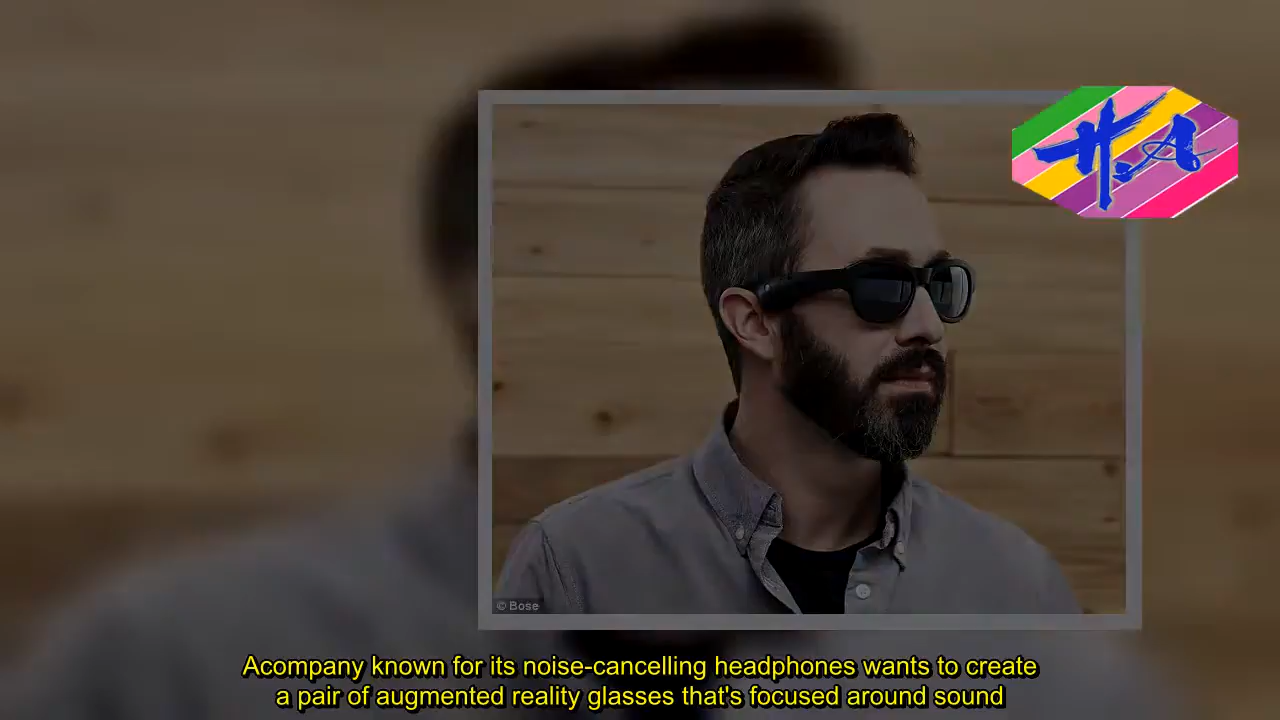 H.A
© Bose
Acompany known for its noise-cancelling headphones wants to create
a pair of augmented reality glasses that's focused around sound